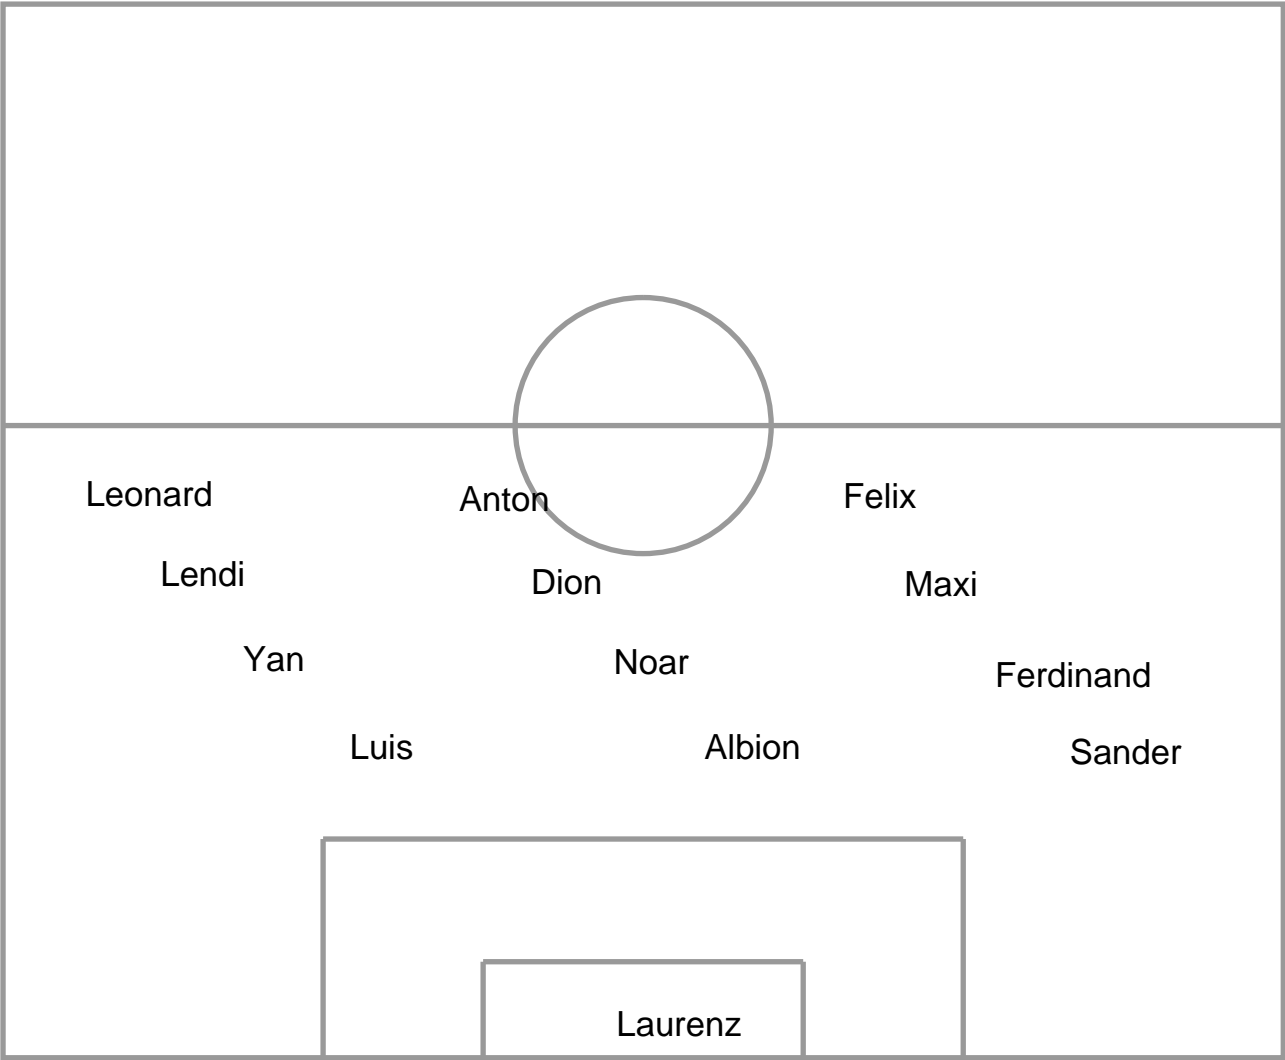 Leonard
Anton
Felix
Lendi
Dion
Maxi
Yan
Noar
Ferdinand
Luis
Albion
Sander
Laurenz